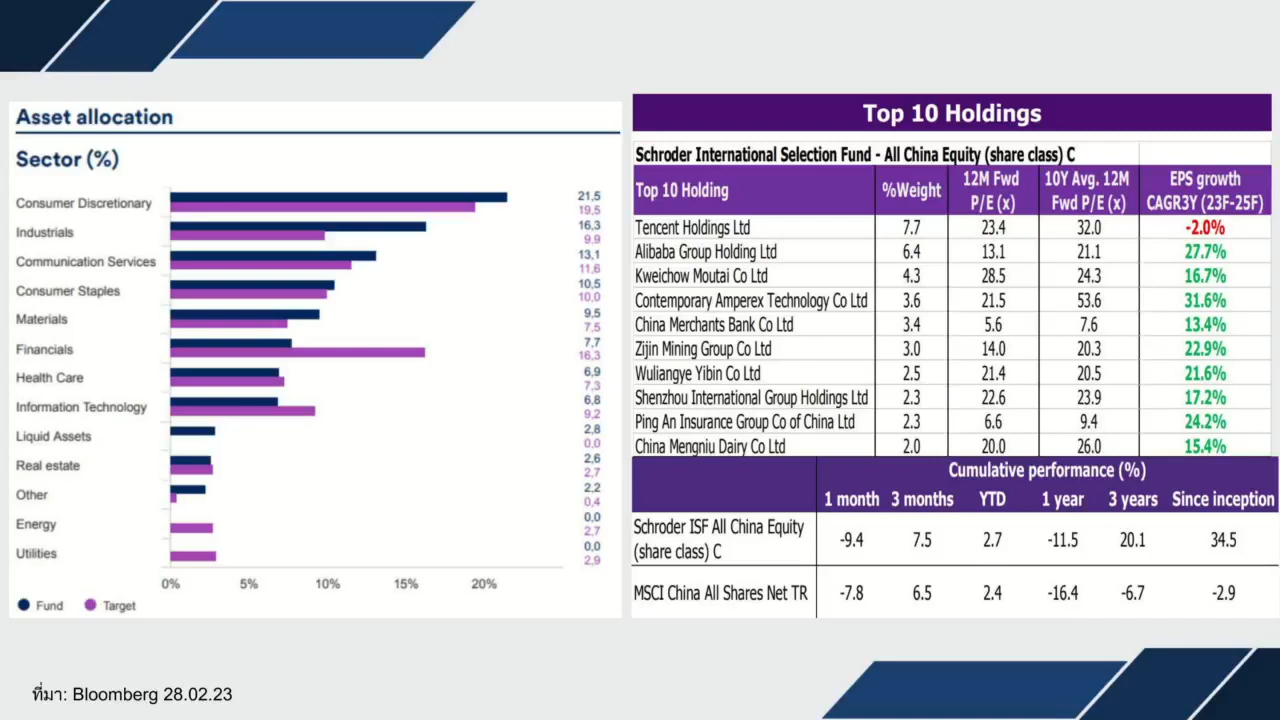 Asset allocation
Sector (%)
Consumer Discretionary 21,5
19,5
Industrials 16,3
9,9
Communication Services 13,1
11,6
Consumer Staples 10,5
10,0
Materials 9,5
7,5
Financials 7,7
16,3
Health Care 6,9
7,3
Information Technology 6,8
9,2
Liquid Assets 2,8
0,0
Real estate 2,6
2,7
Other 2,2
0,4
Energy 0,0
2,7
Utilities 0,0
2,9
0% 5% 10% 15% 20%
Fund Target
Top 10 Holdings
Schroder International Selection Fund - All China Equity (share class) C
Top 10 Holding %Weight 12M Fwd P/E (x) 10Y Avg. 12M Fwd P/E (x) EPS growth CAGR3Y (23F-25F)
Tencent Holdings Ltd 7.7 23.4 32.0 -2.0%
Alibaba Group Holding Ltd 6.4 13.1 21.1 27.7%
Kweichow Moutai Co Ltd 4.3 28.5 24.3 16.7%
Contemporary Amperex Technology Co Ltd 3.6 21.5 53.6 31.6%
China Merchants Bank Co Ltd 3.4 5.6 7.6 13.4%
Zijin Mining Group Co Ltd 3.0 14.0 20.3 22.9%
Wuliangye Yibin Co Ltd 2.5 21.4 20.5 21.6%
Shenzhou International Group Holdings Ltd 2.3 22.6 23.9 17.2%
Ping An Insurance Group Co of China Ltd 2.3 6.6 9.4 24.2%
China Mengniu Dairy Co Ltd 2.0 20.0 26.0 15.4%
Cumulative performance (%)
1 month 3 months YTD 1 year 3 years Since inception
Schroder ISF All China Equity
(share class) C -9.4 7.5 2.7 -11.5 20.1 34.5
MSCI China All Shares Net TR -7.8 6.5 2.4 -16.4 -6.7 -2.9
ที่มา: Bloomberg 28.02.23